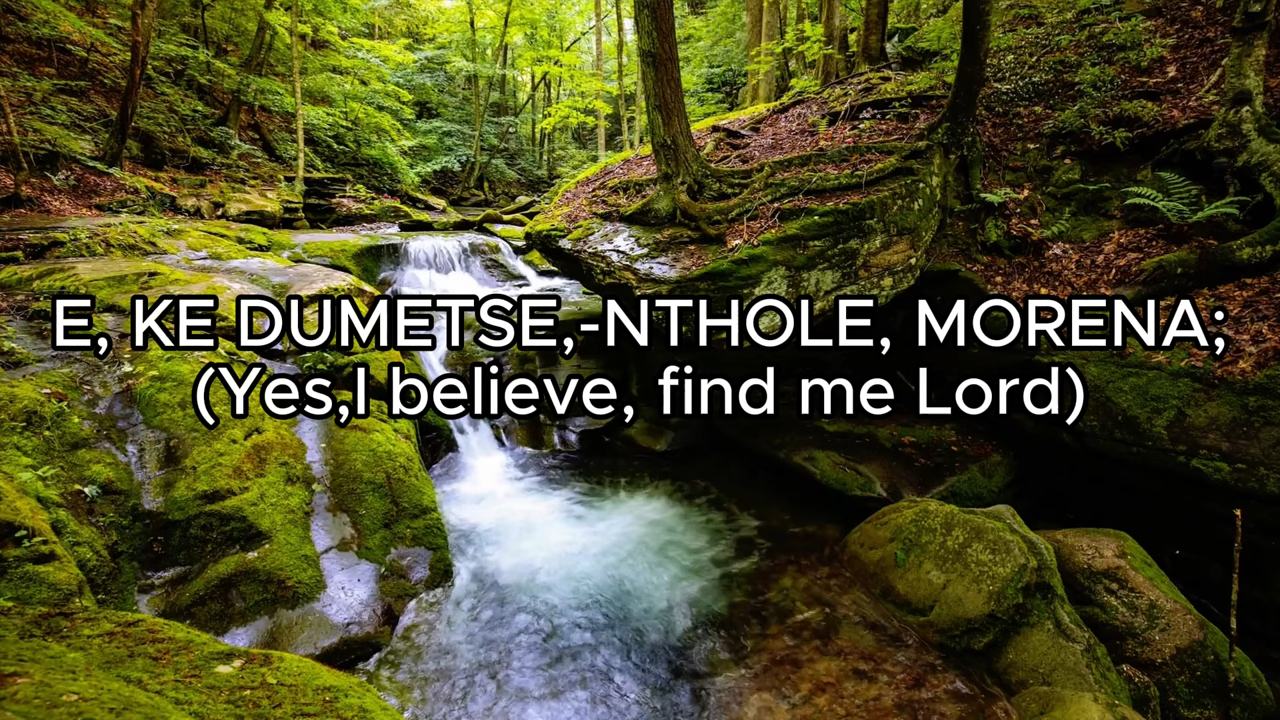 E, KE DUMETSE,-NTHOLE, MORENA;
(Yes,I believe, find me Lord)